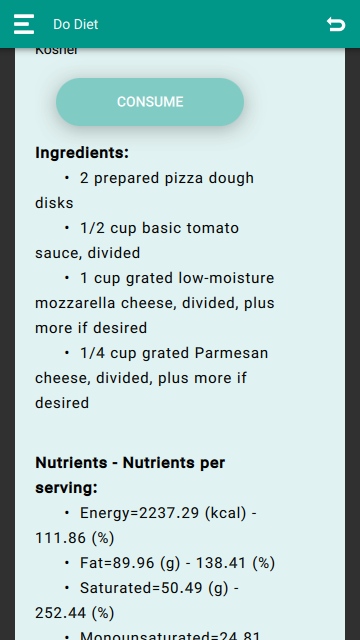 Do Diet
Kosher
CONSUME
Ingredients:
• 2 prepared pizza dough
disks
• 1/2 cup basic tomato
sauce, divided
• 1 cup grated low-moisture
mozzarella cheese, divided, plus
more if desired
• 1/4 cup grated Parmesan
cheese, divided, plus more if
desired
Nutrients - Nutrients per
serving:
• Energy=2237.29 (kcal) -
111.86 (%)
• Fat=89.96 (g) - 138.41 (%)
• Saturated=50.49 (g) -
252.44 (%)
• Monounsaturated=24.81